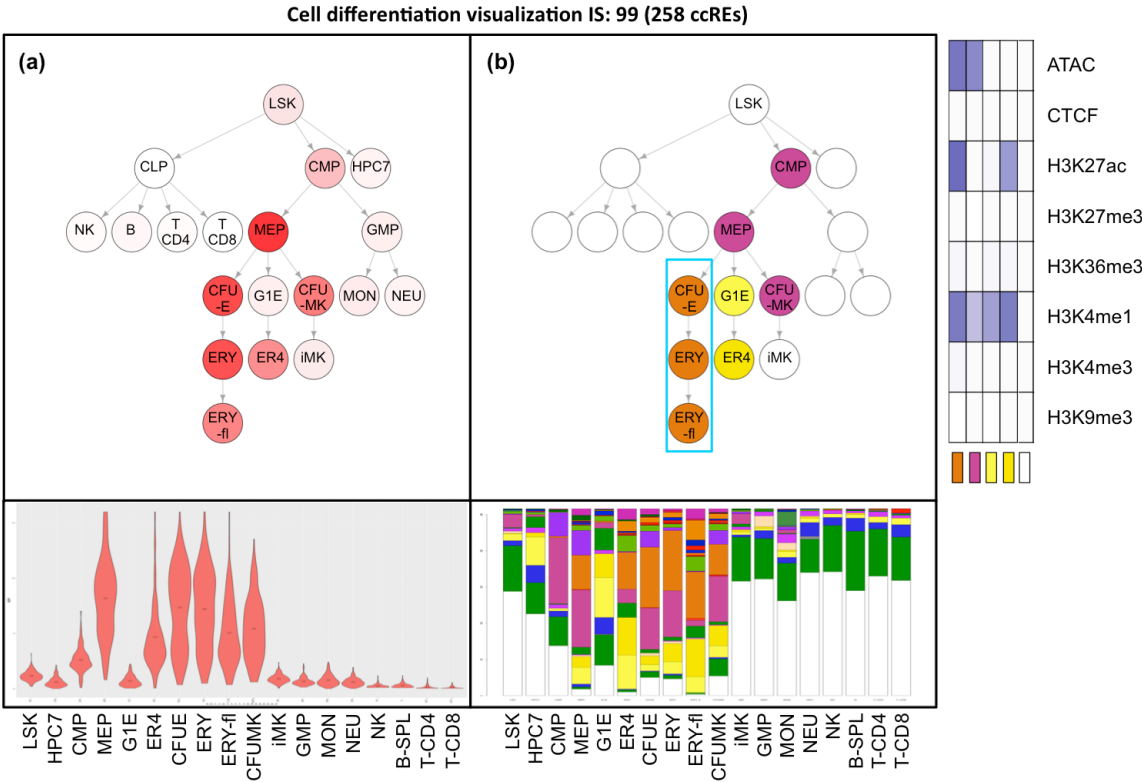 Cell differentiation visualization IS: 99 (258 ccREs)
(a)
LSK
CLP
CMP
HPC7
NK
B
T
CD4
T
CD8
MEP
GMP
CFU
-E
G1E
CFU
-MK
MON
NEU
ERY
ER4
iMK
ERY
-fl
(b)
LSK
CMP
MEP
CFU
-E
G1E
CFU
-MK
ERY
ER4
iMK
ERY
-fl
ATAC
CTCF
H3K27ac
H3K27me3
H3K36me3
H3K4me1
H3K4me3
H3K9me3
LSK
HPC7
CMP
MEP
G1E
ER4
CFUE
ERY
ERY-fl
CFUMK
iMK
GMP
MON
NEU
NK
B-SPL
T-CD4
T-CD8
LSK
HPC7
CMP
MEP
G1E
ER4
CFUE
ERY
ERY-fl
CFUMK
iMK
GMP
MON
NEU
NK
B-SPL
T-CD4
T-CD8